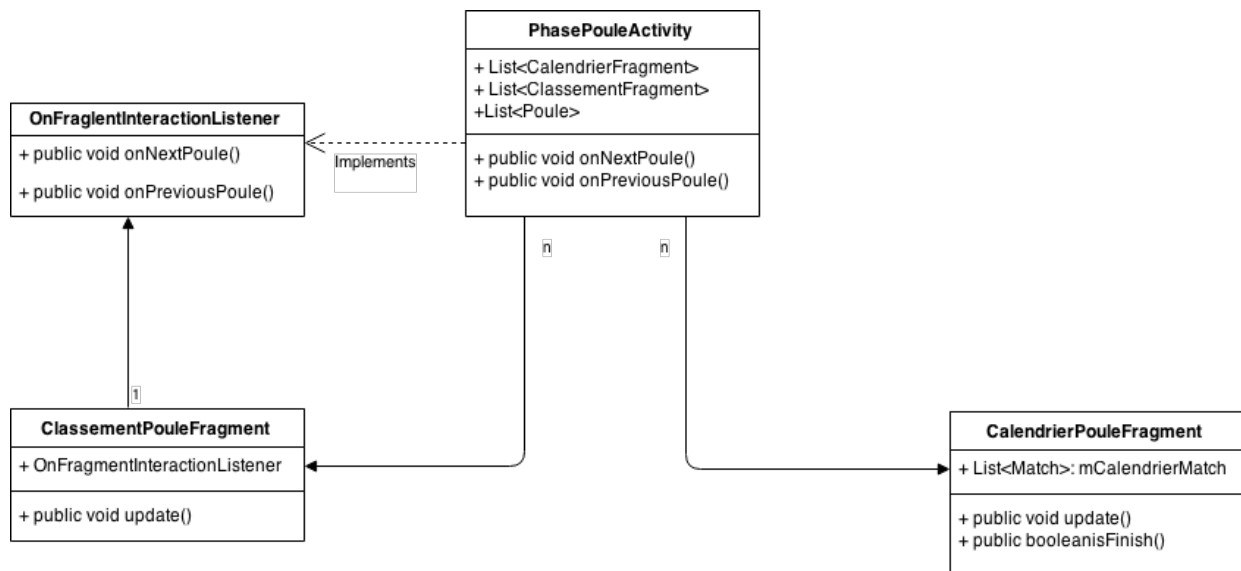 PhasePouleActivity
+ List<CalendrierFragment>
+ List<ClassementFragment>
+List<Poule>
+ public void onNextPoule()
+ public void onPreviousPoule()
OnFraglentInteractionListener
+ public void onNextPoule()
+ public void onPreviousPoule()
Implements
n
n
1
ClassementPouleFragment
+ OnFragmentInteractionListener
+ public void update()
CalendrierPouleFragment
+ List<Match>: mCalendrierMatch
+ public void update()
+ public booleanisFinish()